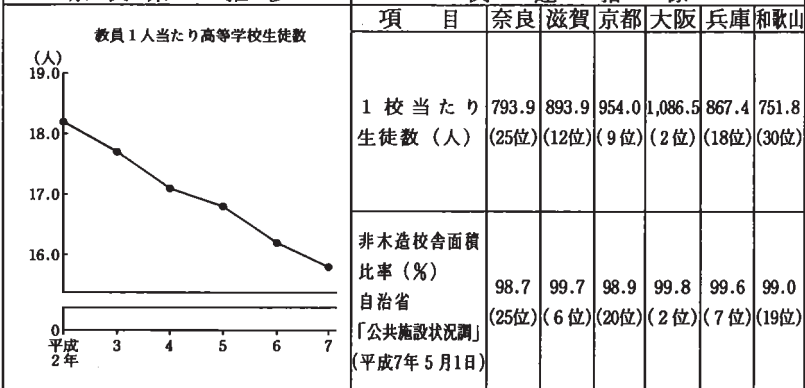 教員1人当たり高等学校生徒数
(人)
19.0
18.0
17.0
16.0
0
平成2年 3 4 5 6 7
項 目 奈良 滋賀 京都 大阪 兵庫 和歌山
1校当たり 793.9 893.9 954.0 1,086.5 867.4 751.8
生徒数(人) (25位) (12位) (9位) (2位) (18位) (30位)
非木造校舎面積
比率(%)
98.7 99.7 98.9 99.8 99.6 99.0
自治省
(25位) (6位) (20位) (2位) (7位) (19位)
「公共施設状況調」
(平成7年5月1日)